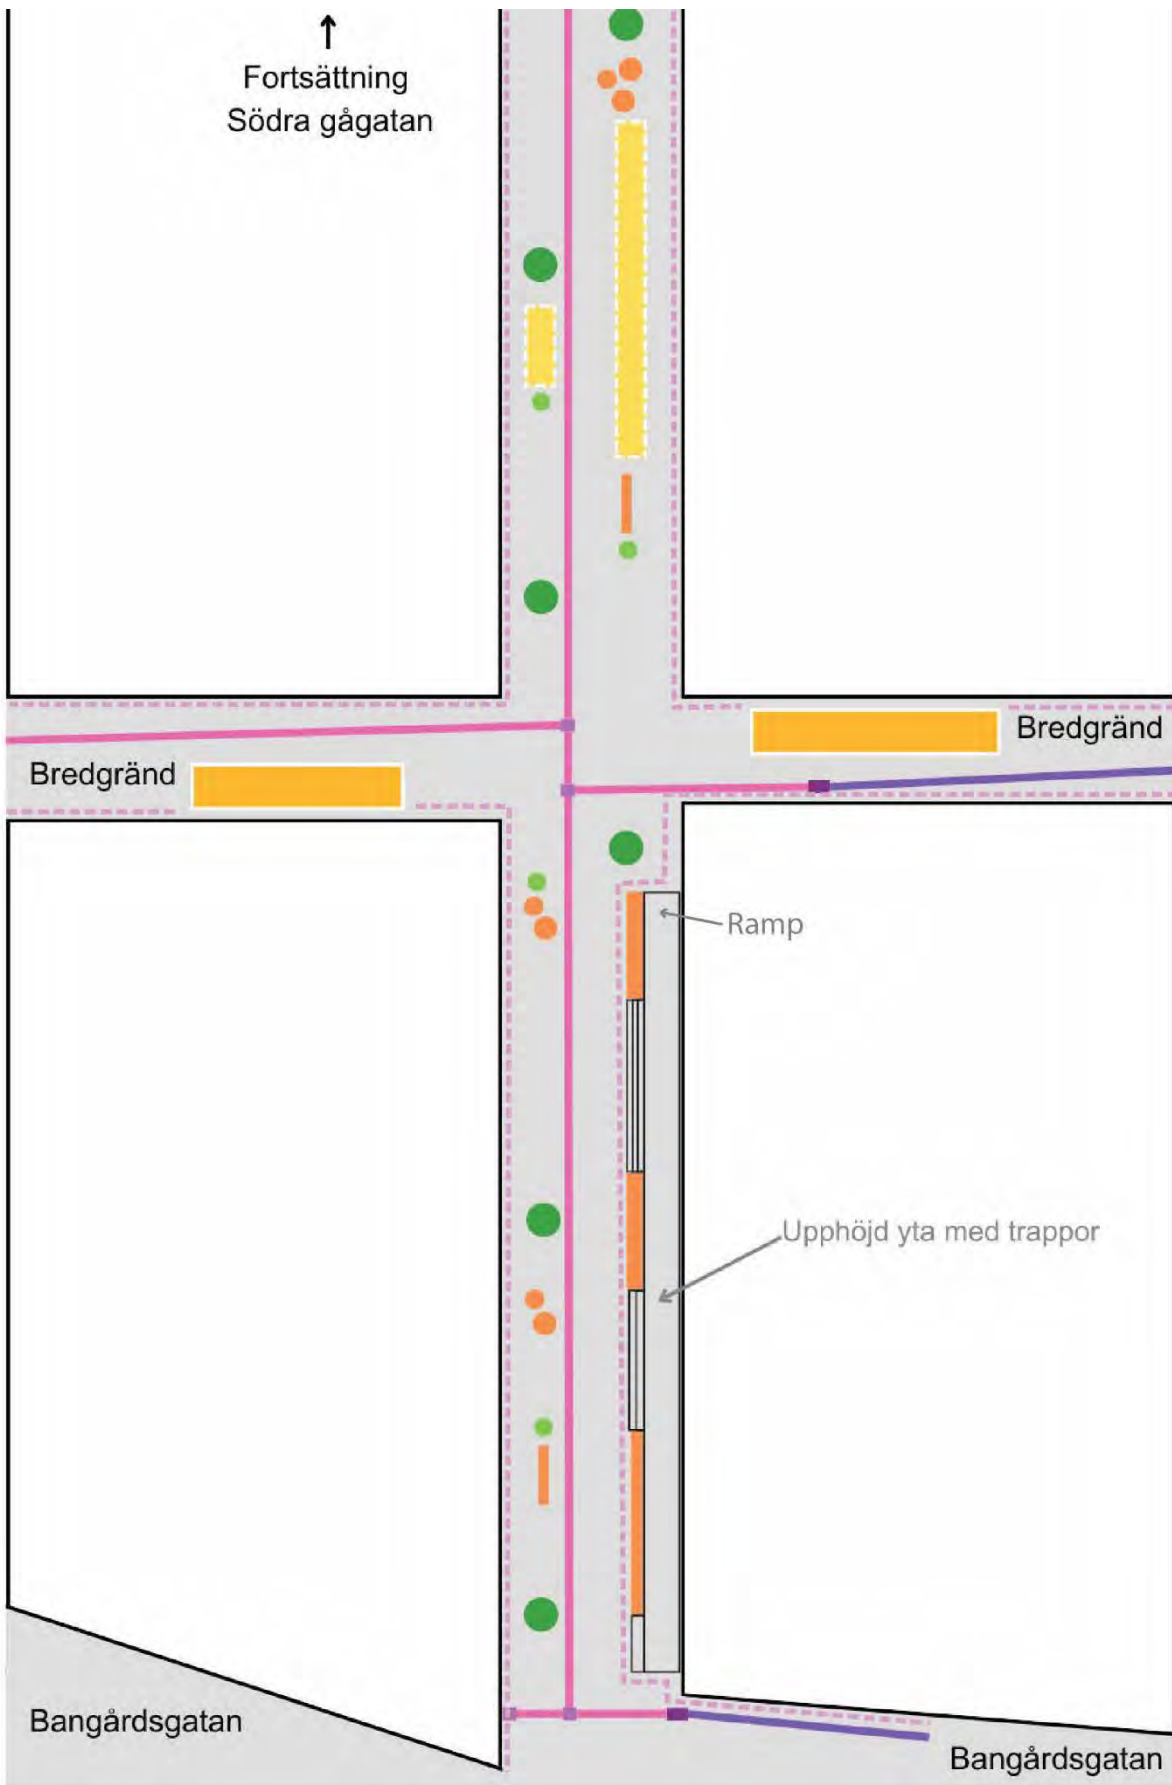 Fortsättning
Södra gågatan
Bredgränd
Bredgränd
Ramp
Upphöjd yta med trappor
Bangårdsgatan
Bangårdsgatan